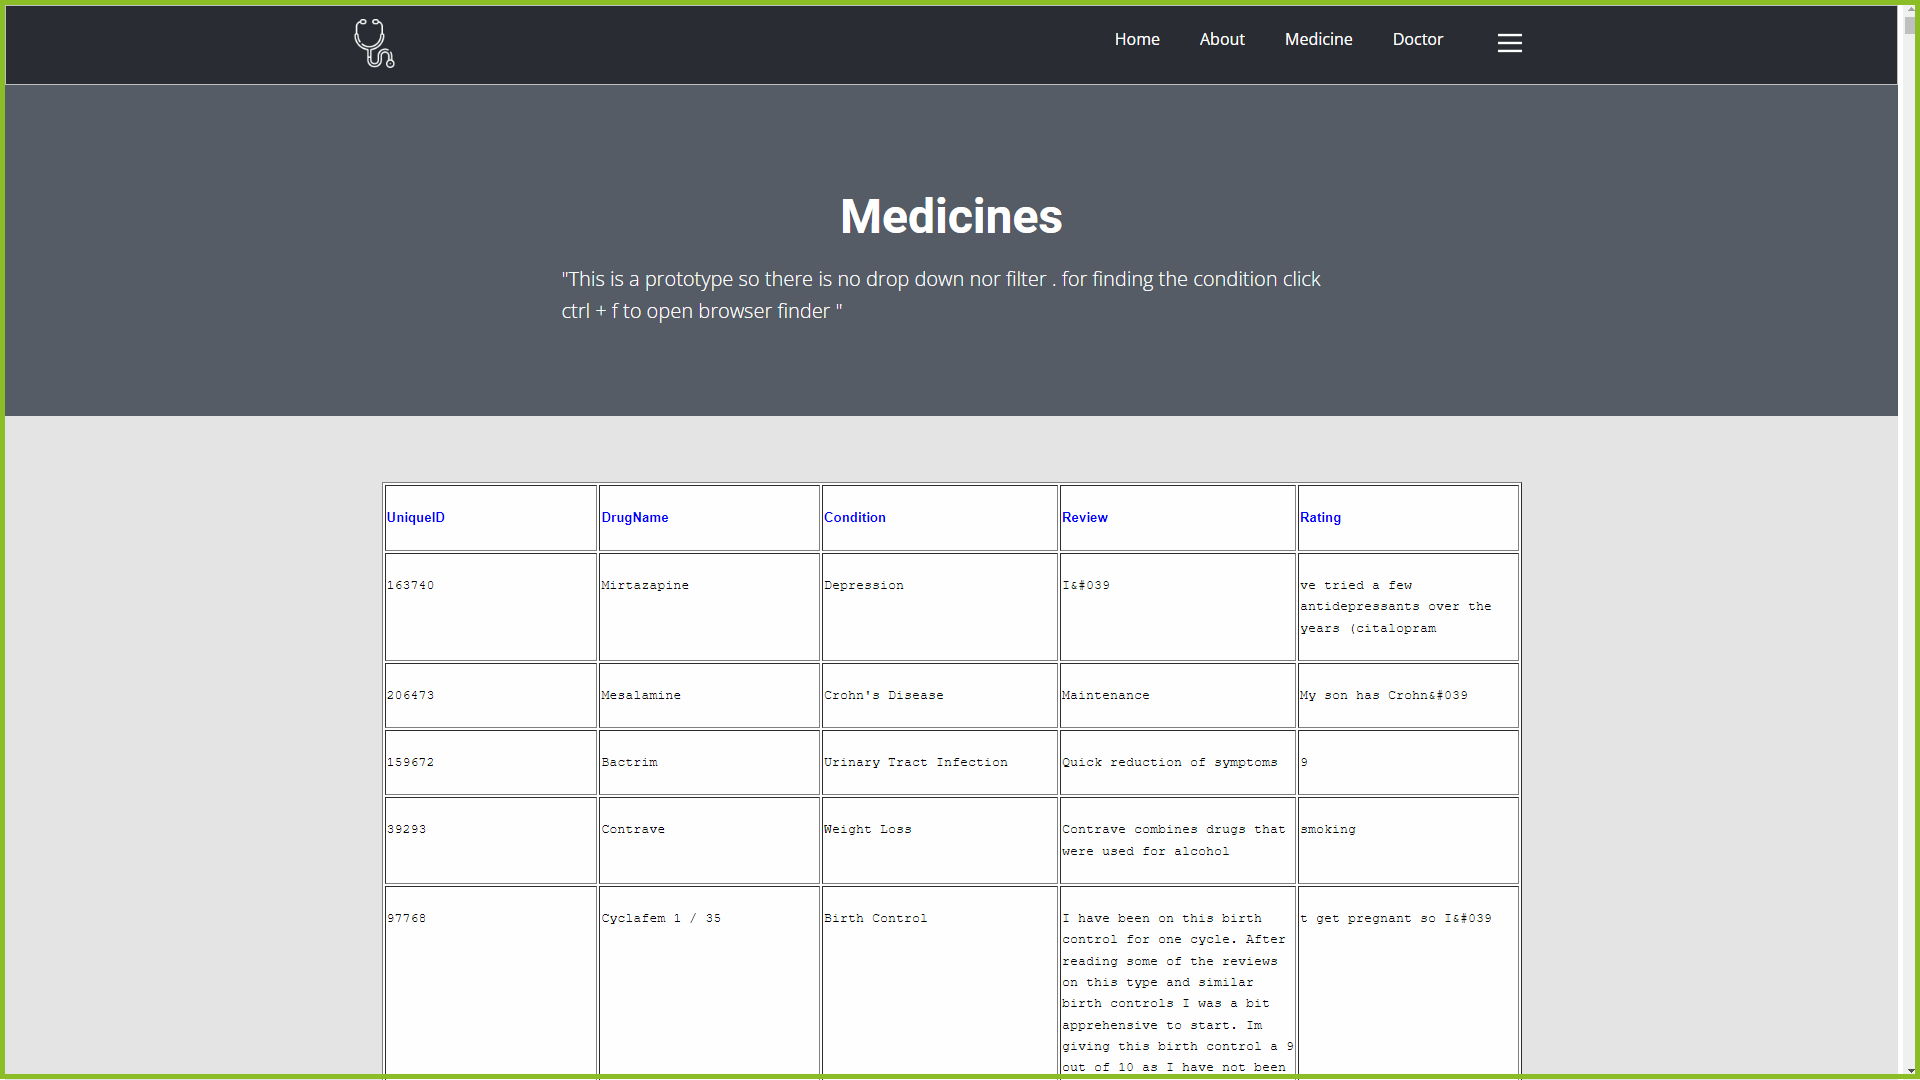 Home About Medicine Doctor
Medicines
"This is a prototype so there is no drop down nor filter . for finding the condition click
ctrl + f to open browser finder "
UniqueID DrugName Condition Review Rating
163740 Mirtazapine Depression I&#039 ve tried a few
antidepressants over the
years (citalopram
206473 Mesalamine Crohn's Disease Maintenance My son has Crohn&#039
159672 Bactrim Urinary Tract Infection Quick reduction of symptoms 9
39293 Contrave Weight Loss Contrave combines drugs that smoking
were used for alcohol
97768 Cyclafem 1 / 35 Birth Control I have been on this birth t get pregnant so I&#039
control for one cycle. After
reading some of the reviews
on this type and similar
birth controls I was a bit
apprehensive to start. Im
giving this birth control a 9
out of 10 as I have not been